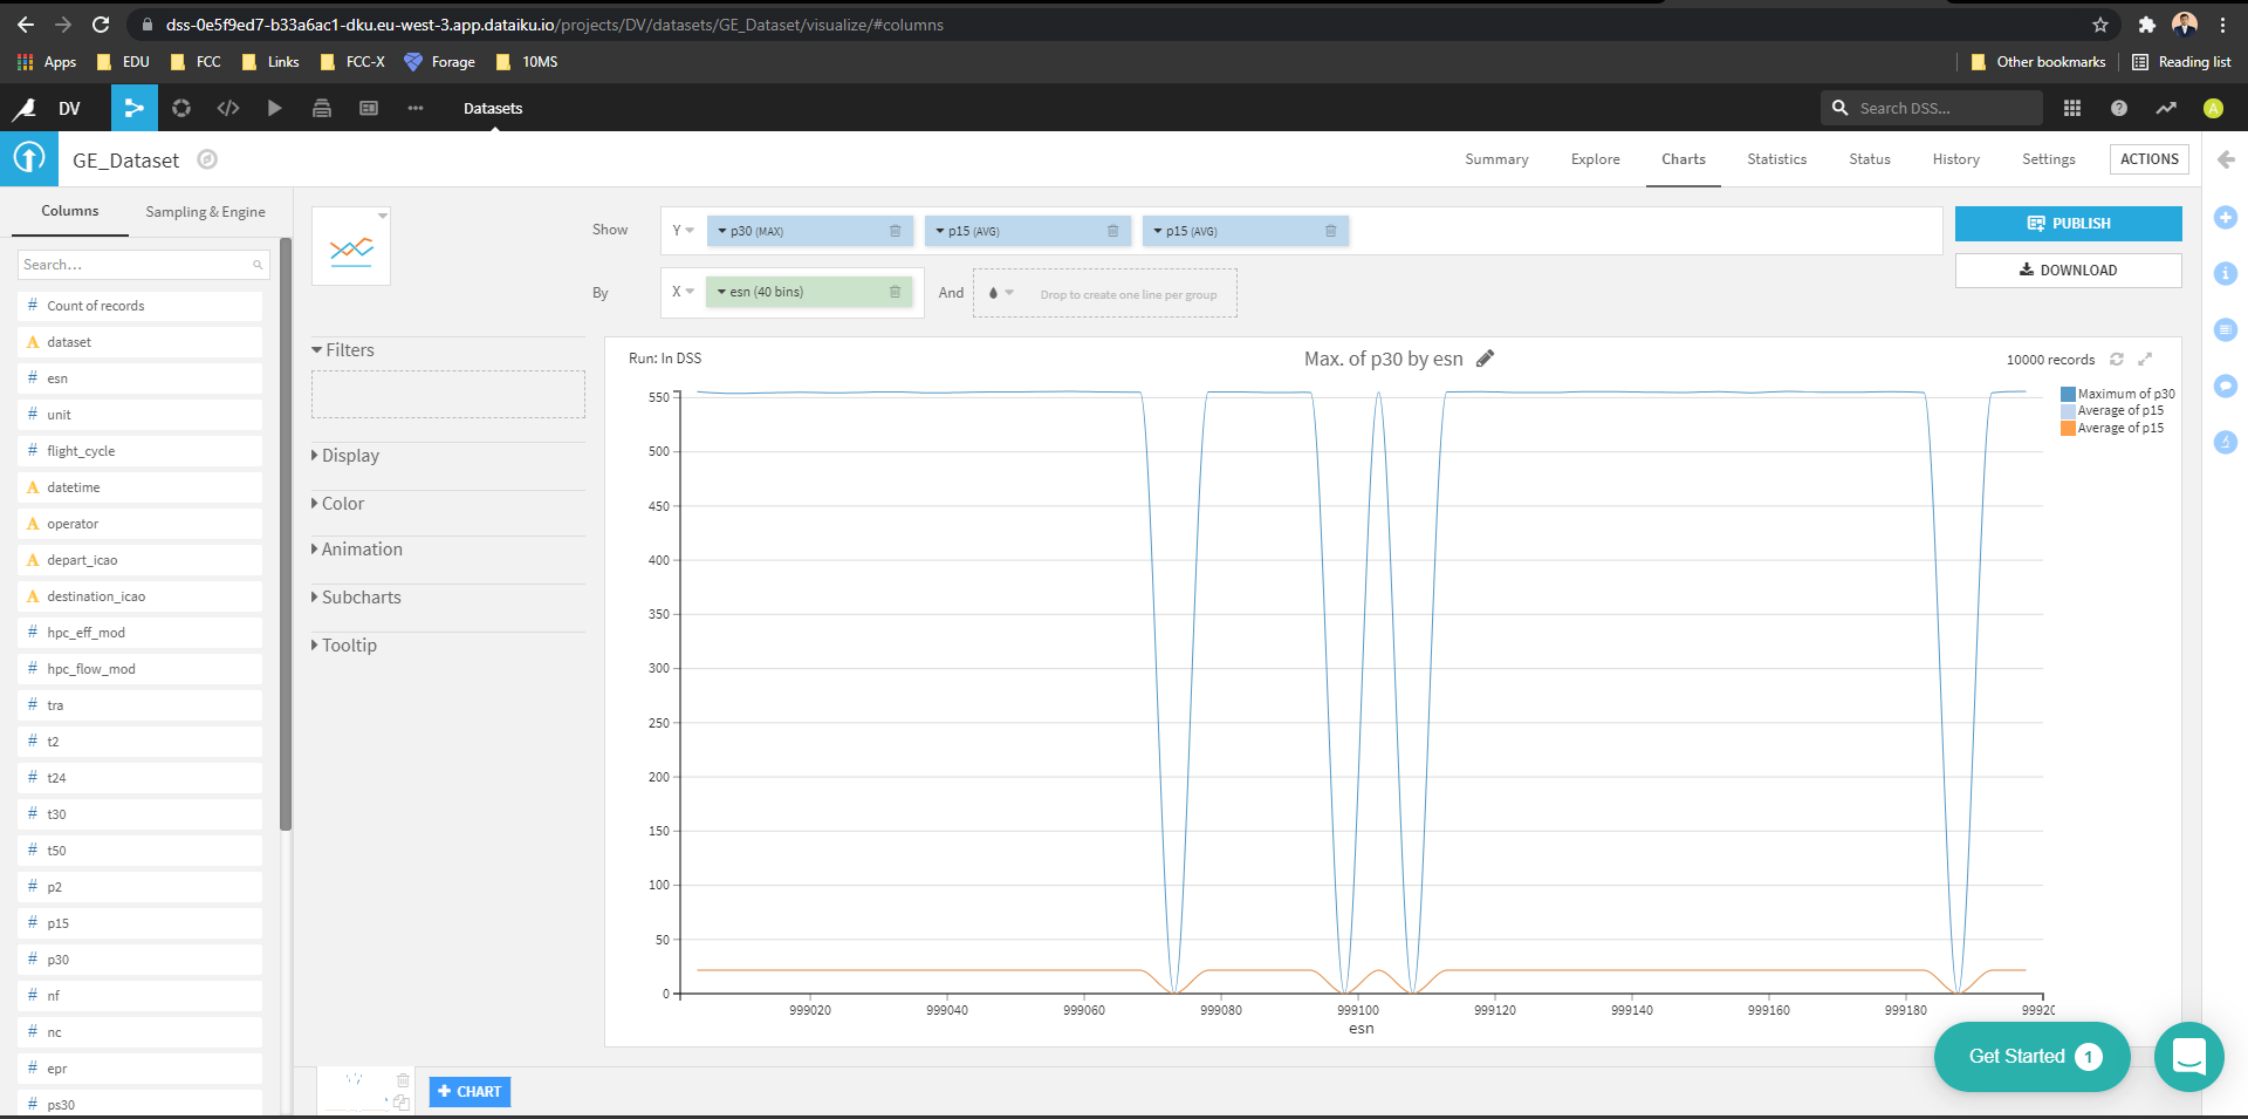 dss-0e5f9ed7-b33a6ac1-dku.eu-west-3.app.dataiku.io/projects/DV/datasets/GE_Dataset/visualize/#columns
Apps EDU FCC Links FCC-X Forage 10MS Other bookmarks Reading list
DV </> Datasets Search DSS... A
GE_Dataset Summary Explore Charts Statistics Status History Settings ACTIONS
Columns Sampling & Engine
Search...
# Count of records
A dataset
# esn
# unit
# flight_cycle
A datetime
A operator
A depart_icao
A destination_icao
# hpc_eff_mod
# hpc_flow_mod
# tra
# t2
# t24
# t30
# t50
# p2
# p15
# p30
# nf
# nc
# epr
# ps30
Show Y p30 (MAX) p15 (AVG) p15 (AVG)
By X esn (40 bins) And Drop to create one line per group
PUBLISH
DOWNLOAD
Filters
Display
Color
Animation
Subcharts
Tooltip
Run: In DSS Max. of p30 by esn 10000 records
Maximum of p30
Average of p15
Average of p15
550
500
450
400
350
300
250
200
150
100
50
0
999020 999040 999060 999080 999100 999120 999140 999160 999180 99920
esn
+ CHART
Get Started 1